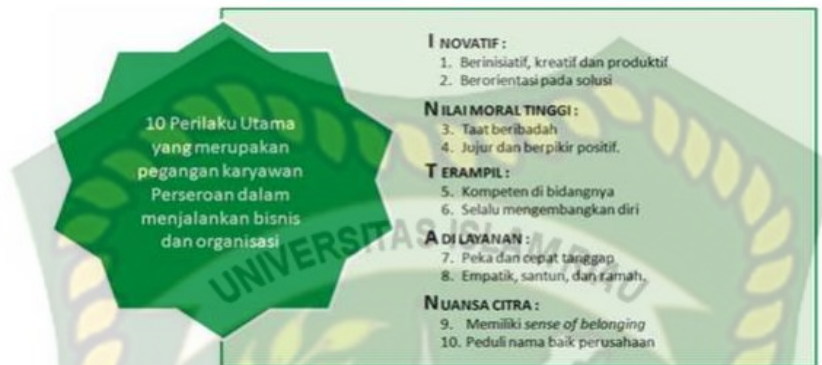 10 Perilaku Utama
yang merupakan
pegangan karyawan
Perseroan dalam
menjalankan bisnis
dan organisasi
INOVATIF :
1. Berinisiatif, kreatif dan produktif
2. Berorientasi pada solusi
NILAI MORAL TINGGI :
3. Taat beribadah
4. Jujur dan berpikir positif.
TERAMPIL :
5. Kompeten di bidangnya
6. Selalu mengembangkan diri
ADI LAYANAN :
7. Peka dan cepat tanggap
8. Empatik, santun, dan ramah.
NUANSA CITRA :
9. Memiliki sense of belonging
10. Peduli nama baik perusahaan
UNIVERSITAS ISLAM RIAU